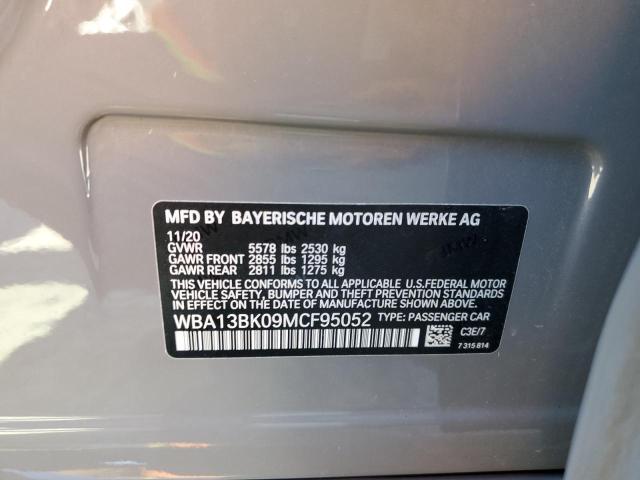 MFD BY BAYERISCHE MOTOREN WERKE AG
11/20
GVWR 5578 lbs 2530 kg
GAWR FRONT 2855 lbs 1295 kg
GAWR REAR 2811 lbs 1275 kg
THIS VEHICLE CONFORMS TO ALL APPLICABLE U.S.FEDERAL MOTOR
VEHICLE SAFETY, BUMPER AND THEFT PREVENTION STANDARDS
IN EFFECT ON THE DATE OF MANUFACTURE SHOWN ABOVE.
WBA13BK09MCF95052 TYPE: PASSENGER CAR
C3E/7
7 315 814